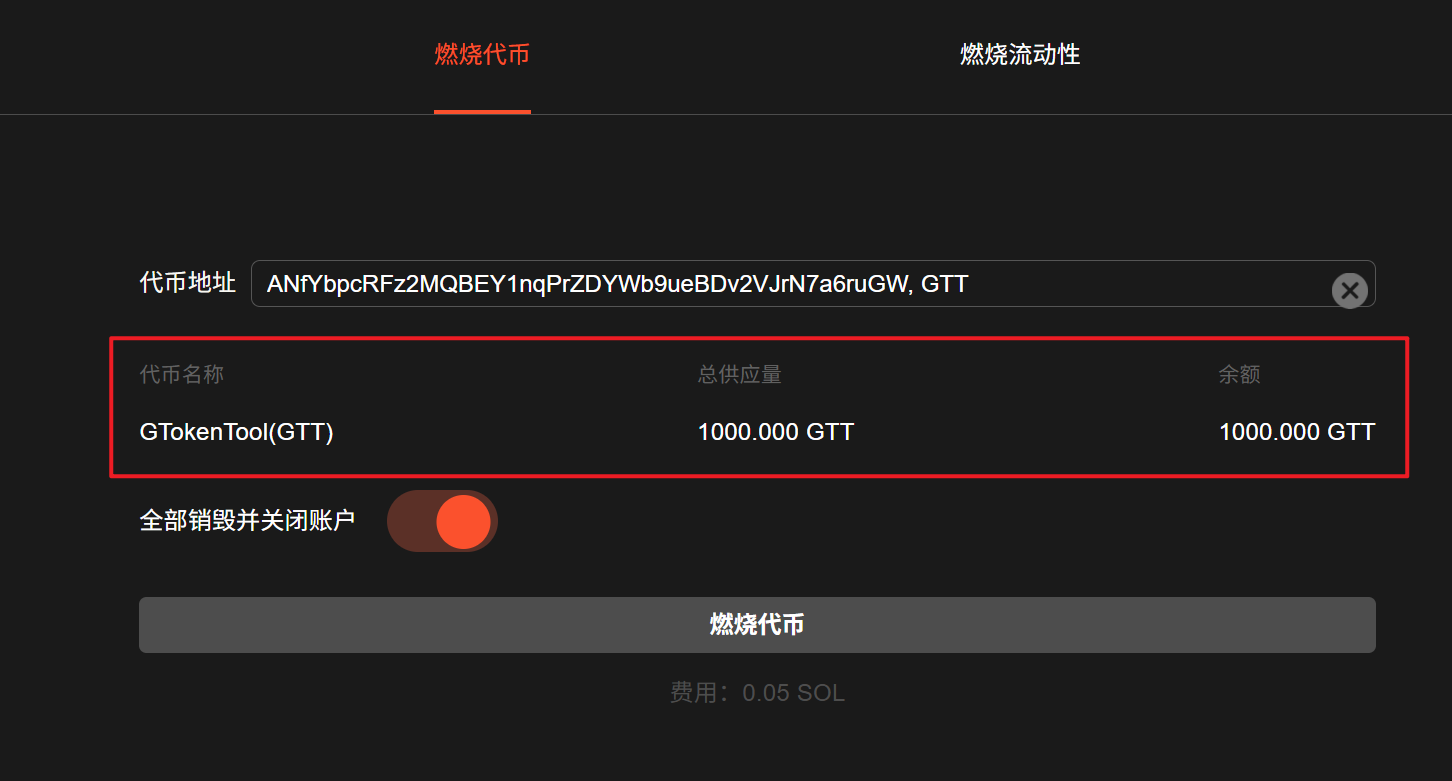 燃烧代币 燃烧流动性
代币地址 ANfYbpcRFz2MQBEY1nqPrZDYWb9ueBDv2VJrN7a6ruGW, GTT
代币名称 总供应量 余额
GTokenTool(GTT) 1000.000 GTT 1000.000 GTT
全部销毁并关闭账户
燃烧代币
费用：0.05 SOL